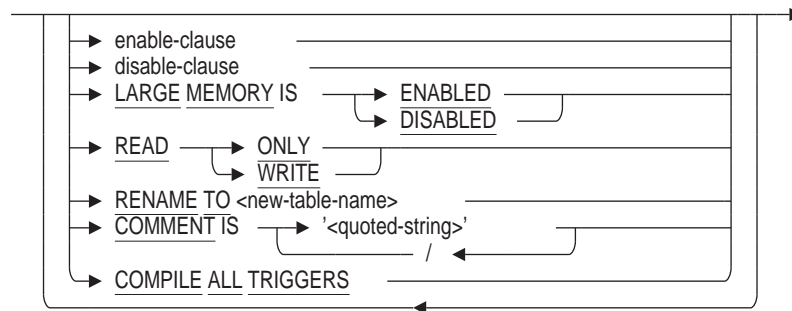 enable-clause
disable-clause
LARGE MEMORY IS ENABLED
DISABLED
READ ONLY
WRITE
RENAME TO <new-table-name>
COMMENT IS '<quoted-string>'
/
COMPILE ALL TRIGGERS